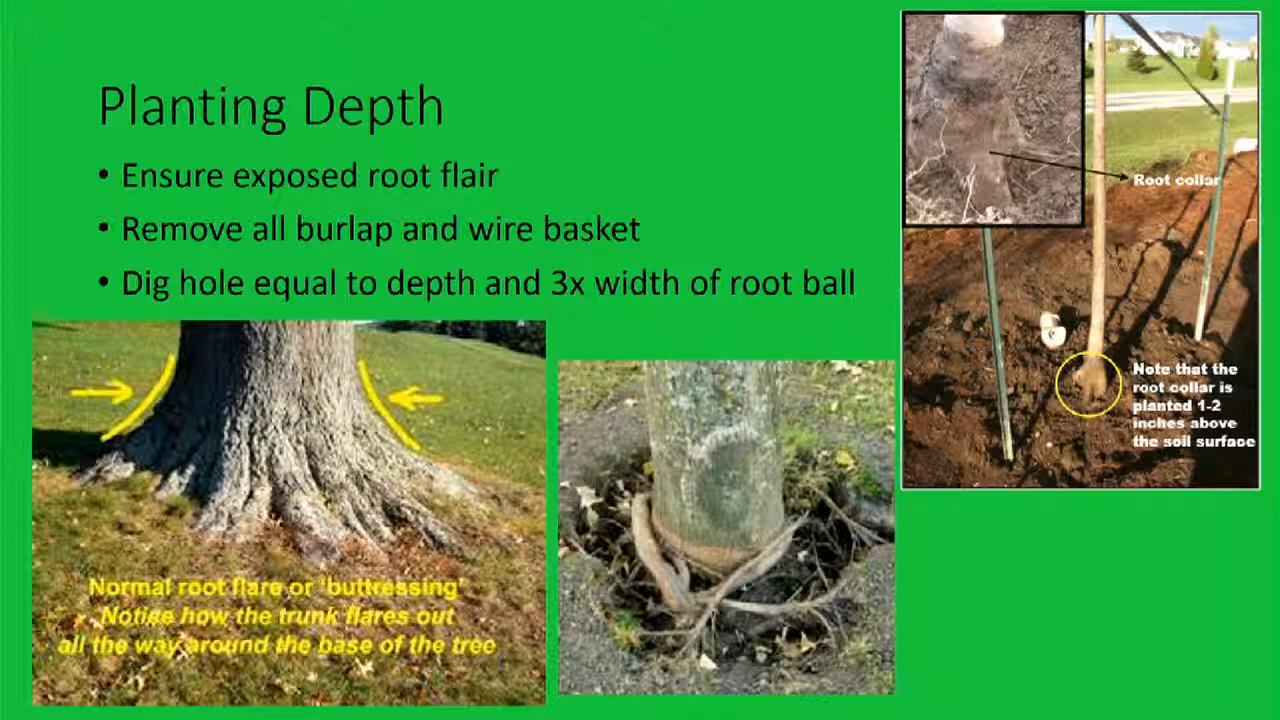 Planting Depth
• Ensure exposed root flair
• Remove all burlap and wire basket
• Dig hole equal to depth and 3x width of root ball
Normal root flare or 'buttressing'
Notice how the trunk flares out
all the way around the base of the tree
Root collar
Note that the
root collar is
planted 1-2
inches above
the soil surface